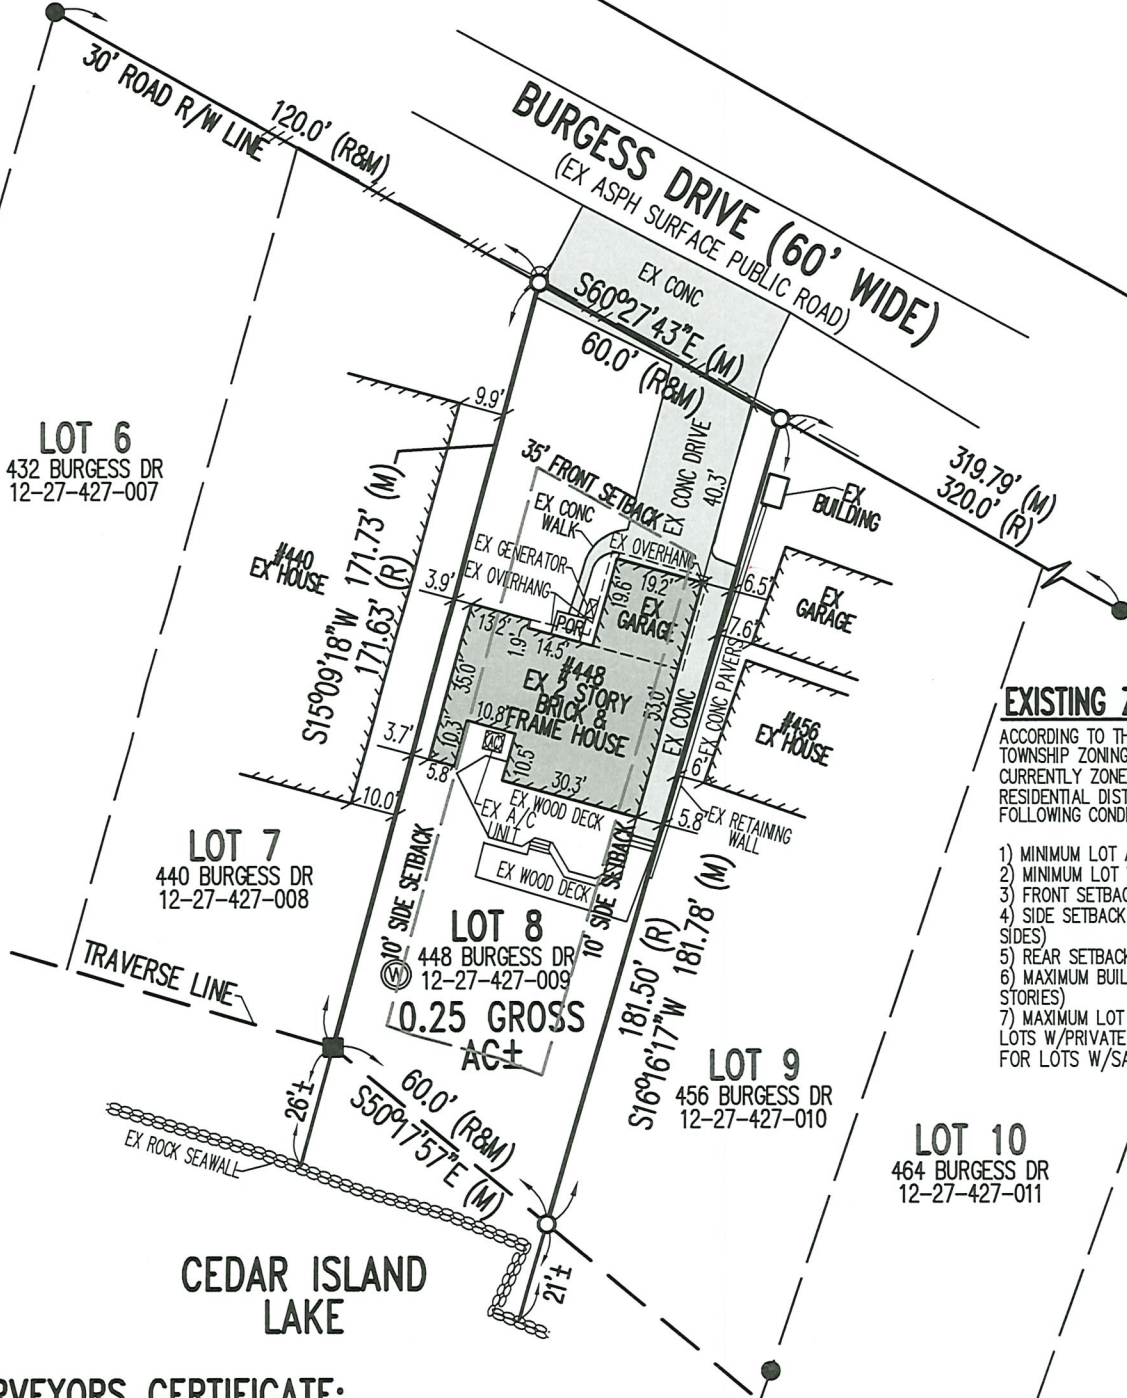 30' ROAD R/W LINE
120.0' (R&M)
BURGESS DRIVE (60' WIDE)
(EX ASPH SURFACE PUBLIC ROAD)
EX CONC
S60°27'43"E (M)
60.0' (R&M)
319.79' (M)
320.0' (R)
LOT 6
432 BURGESS DR
12-27-427-007
9.9'
35' FRONT SETBACK
EX CONC DRIVE
40.3'
EX BUILDING
EX CONC
WALK
EX GENERATOR
EX OVERHANG
EX OVERHANG
#440
EX HOUSE
S15°09'18"W 171.73' (M)
171.63' (R)
3.9'
19.2'
19.6'
EX
GARAGE
6.5'
EX
GARAGE
7.6'
13.2'
1.9'
POR
14.5'
#448
EX 2 STORY
BRICK &
FRAME HOUSE
35.0'
53.0'
EX CONC
EX CONC PAVERS
#456
EX HOUSE
10.8'
10.3'
AC
10.5'
30.3'
3.7'
5.8'
10.0'
6'
5.8'
EX WOOD DECK
EX A/C
UNIT
EX WOOD DECK
EX RETAINING
WALL
10' SIDE SETBACK
10' SIDE SETBACK
EXISTING
ACCORDING TO TH
TOWNSHIP ZONING
CURRENTLY ZONE
RESIDENTIAL DIST
FOLLOWING COND
1) MINIMUM LOT
2) MINIMUM LOT
3) FRONT SETBAC
4) SIDE SETBACK
SIDES)
5) REAR SETBACK
6) MAXIMUM BUIL
STORIES)
7) MAXIMUM LOT
LOTS W/PRIVATE
FOR LOTS W/SA
LOT 7
440 BURGESS DR
12-27-427-008
LOT 8
448 BURGESS DR
W 12-27-427-009
0.25 GROSS
AC±
181.50' (R)
S16°16'17"W 181.78' (M)
TRAVERSE LINE
LOT 9
456 BURGESS DR
12-27-427-010
LOT 10
464 BURGESS DR
12-27-427-011
26'±
60.0' (R&M)
S50°17'57"E (M)
EX ROCK SEAWALL
21'±
CEDAR ISLAND
LAKE
RVEYORS CERTIFICATE: